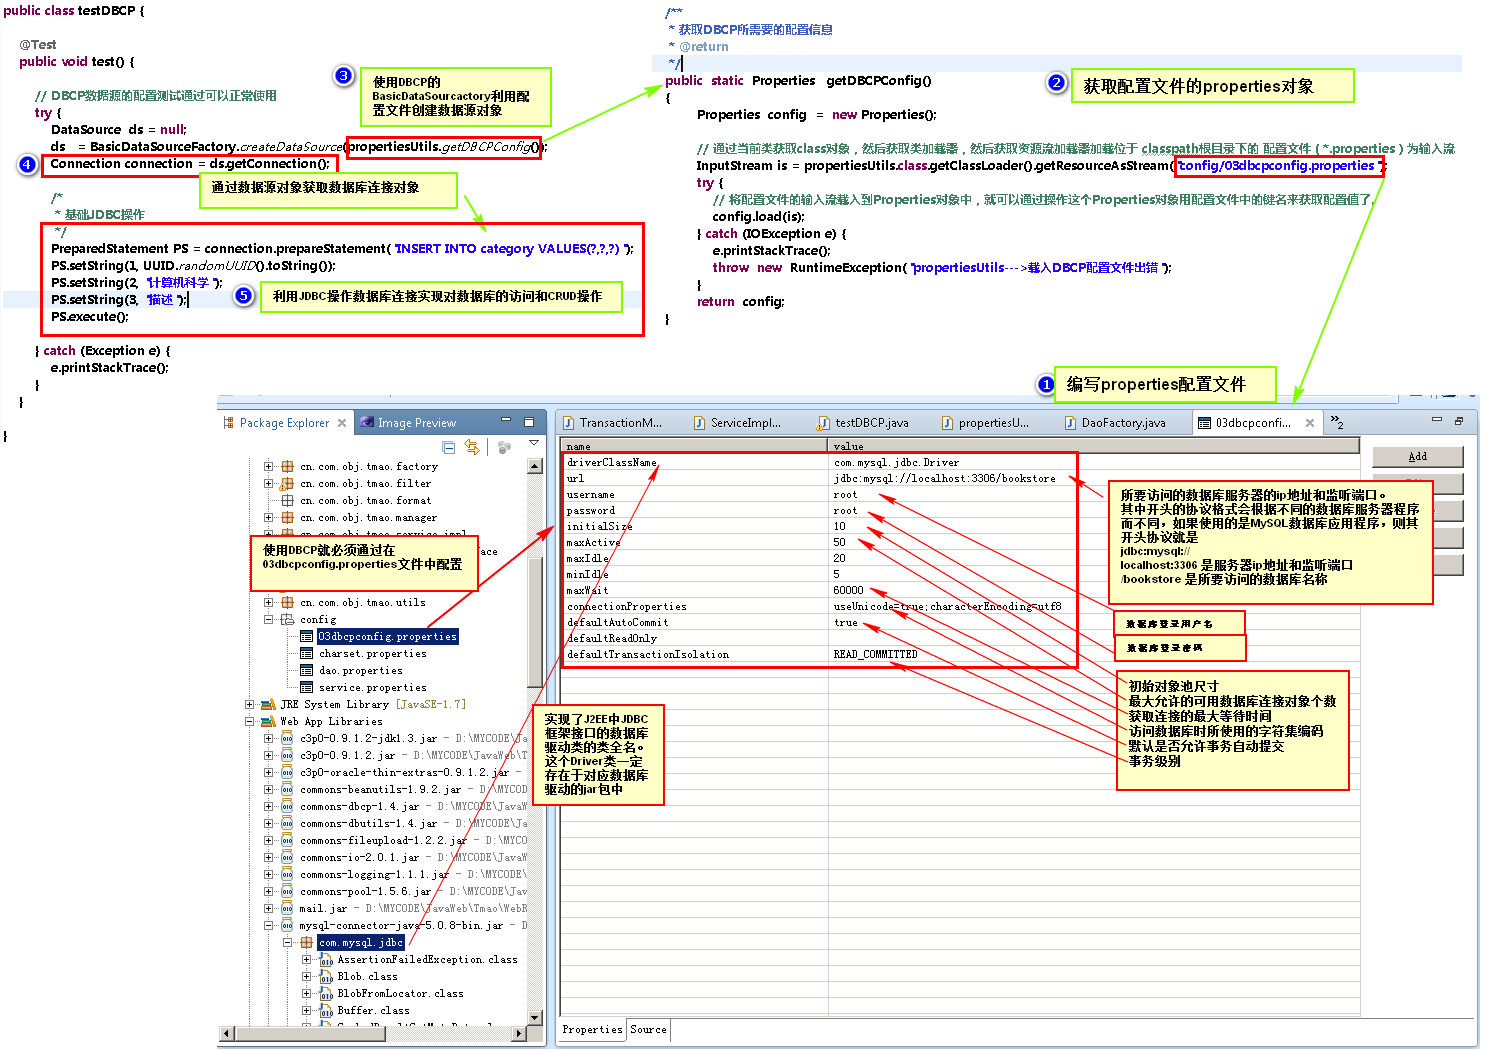 public class testDBCP {
@Test
public void test() {
// DBCP数据源的配置测试通过可以正常使用
try {
DataSource ds = null;
ds = BasicDataSourceFactory.createDataSource(propertiesUtils.getDBCPConfig());
Connection connection = ds.getConnection();
/*
* 基础JDBC操作
*/
PreparedStatement PS = connection.prepareStatement( "INSERT INTO category VALUES(?,?,?) ");
PS.setString(1, UUID.randomUUID().toString());
PS.setString(2, "计算机科学 ");
PS.setString(3, "描述 ");
PS.execute();
} catch (Exception e) {
e.printStackTrace();
}
}
}
3
使用DBCP的
BasicDataSourcactory利用配
置文件创建数据源对象
4
通过数据源对象获取数据库连接对象
5
利用JDBC操作数据库连接实现对数据库的访问和CRUD操作
/**
* 获取DBCP所需要的配置信息
* @return
*/
public static Properties getDBCPConfig()
{
Properties config = new Properties();
// 通过当前类获取class对象，然后获取类加载器，然后获取资源流加载器加载位于 classpath根目录下的 配置文件 ( *.properties ) 为输入流
InputStream is = propertiesUtils.class.getClassLoader().getResourceAsStream( "config/03dbcpconfig.properties ");
try {
// 将配置文件的输入流载入到Properties对象中，就可以通过操作这个Properties对象用配置文件中的键名来获取配置值了.
config.load(is);
} catch (IOException e) {
e.printStackTrace();
throw new RuntimeException( "propertiesUtils--->载入DBCP配置文件出错 ");
}
return config;
}
2
获取配置文件的properties对象
1
编写properties配置文件
Package Explorer
Image Preview
cn.com.obj.tmao.factory
cn.com.obj.tmao.filter
cn.com.obj.tmao.format
cn.com.obj.tmao.manager
cn.com.obj.tmao.service.impl
使用DBCP就必须通过在
03dbcpconfig.properties文件中配置
cn.com.obj.tmao.utils
config
03dbcpconfig.properties
charset.properties
dao.properties
service.properties
JRE System Library [JavaSE-1.7]
Web App Libraries
c3p0-0.9.1.2-jdk1.3.jar - D:\MYCODE\Ja
c3p0-0.9.1.2.jar - D:\MYCODE\JavaWeb\T
c3p0-oracle-thin-extras-0.9.1.2.jar -
commons-beanutils-1.9.2.jar - D:\MYCOD
commons-dbcp-1.4.jar - D:\MYCODE\JavaW
commons-dbutils-1.4.jar - D:\MYCODE\Ja
commons-fileupload-1.2.2.jar - D:\MYCO
commons-io-2.0.1.jar - D:\MYCODE\JavaW
commons-logging-1.1.1.jar - D:\MYCODE\
commons-pool-1.5.6.jar - D:\MYCODE\Jav
mail.jar - D:\MYCODE\JavaWeb\Tmao\WebR
mysql-connector-java-5.0.8-bin.jar - D
com.mysql.jdbc
AssertionFailedException.class
Blob.class
BlobFromLocator.class
Buffer.class
TransactionM...
ServiceImpl...
testDBCP.java
propertiesU...
DaoFactory.java
03dbcpconfi...
2
name value
driverClassName com.mysql.jdbc.Driver
url jdbc:mysql://localhost:3306/bookstore
username root
password root
initialSize 10
maxActive 50
maxIdle 20
minIdle 5
maxWait 60000
connectionProperties useUnicode=true;characterEncoding=utf8
defaultAutoCommit true
defaultReadOnly
defaultTransactionIsolation READ_COMMITTED
Add
所要访问的数据库服务器的ip地址和监听端口。
其中开头的协议格式会根据不同的数据库服务器程序
而不同，如果使用的是MySQL数据库应用程序，则其
开头协议就是
jdbc:mysql://
localhost:3306 是服务器ip地址和监听端口
/bookstore 是所要访问的数据库名称
数据库登录用户名
数据库登录密码
初始对象池尺寸
最大允许的可用数据库连接对象个数
获取连接的最大等待时间
访问数据库时所使用的字符集编码
默认是否允许事务自动提交
事务级别
实现了J2EE中JDBC
框架接口的数据库
驱动类的类全名。
这个Driver类一定
存在于对应数据库
驱动的jar包中
Properties Source